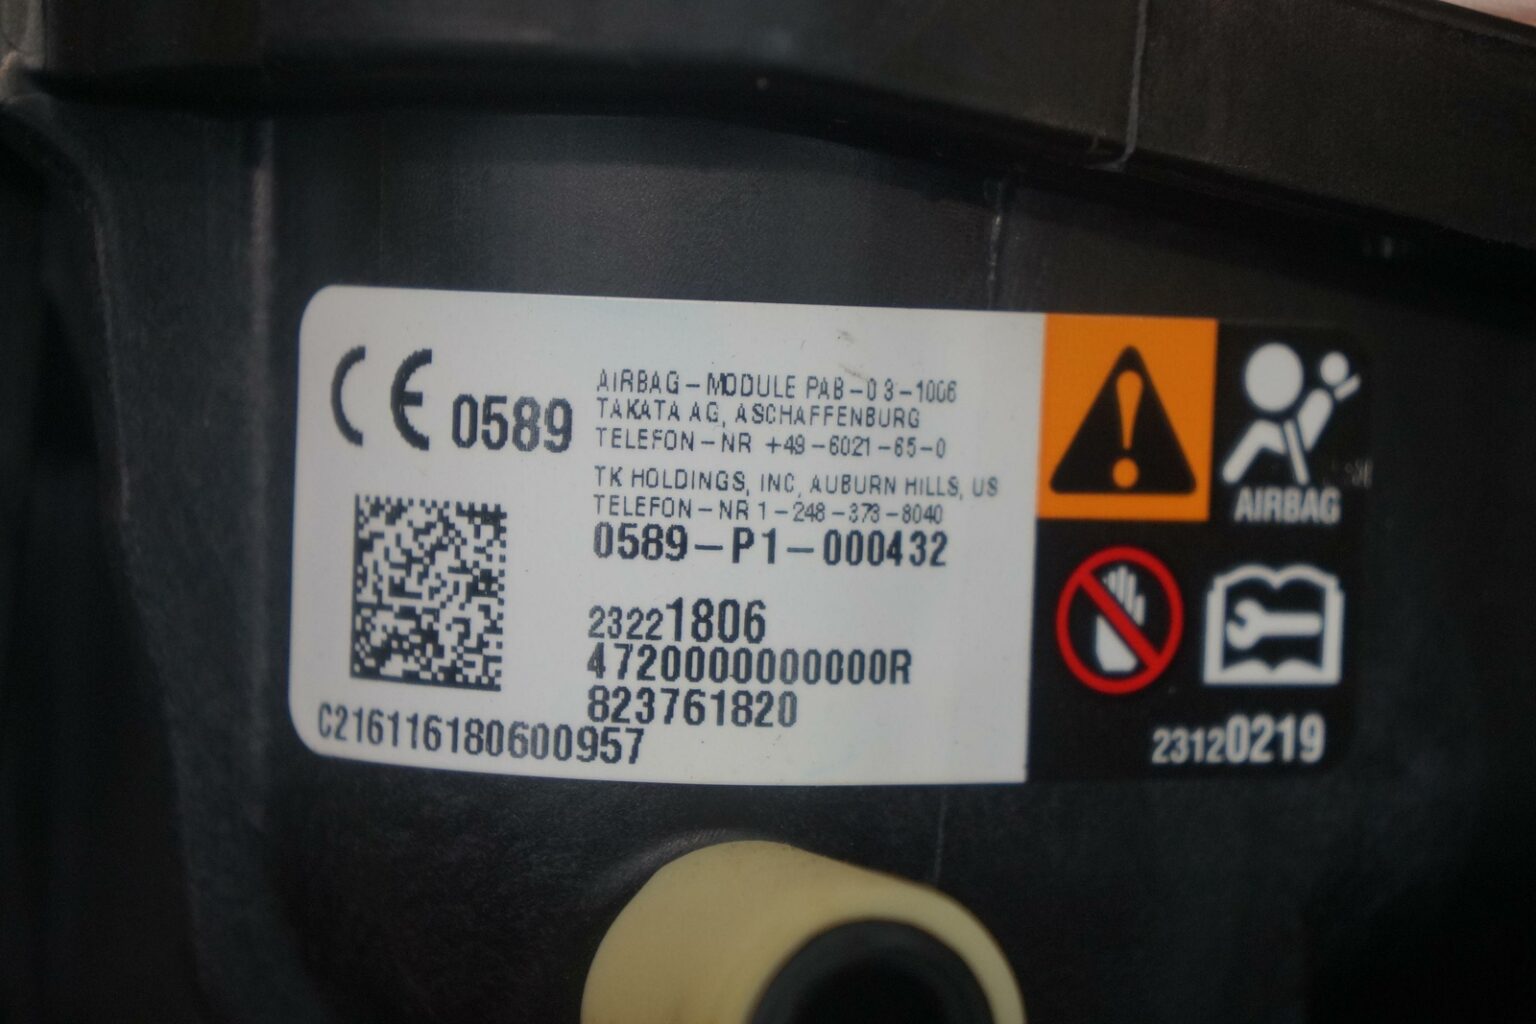 CE 0589
AIRBAG-MODULE PAB-03-1006
TAKATA AG, ASCHAFFENBURG
TELEFON-NR +49-6021-65-0
TK HOLDINGS, INC, AUBURN HILLS, US
TELEFON-NR 1-248-373-8040
0589-P1-000432
23221806
4720000000000R
823761820
C216116180600957
AIRBAG
23120219